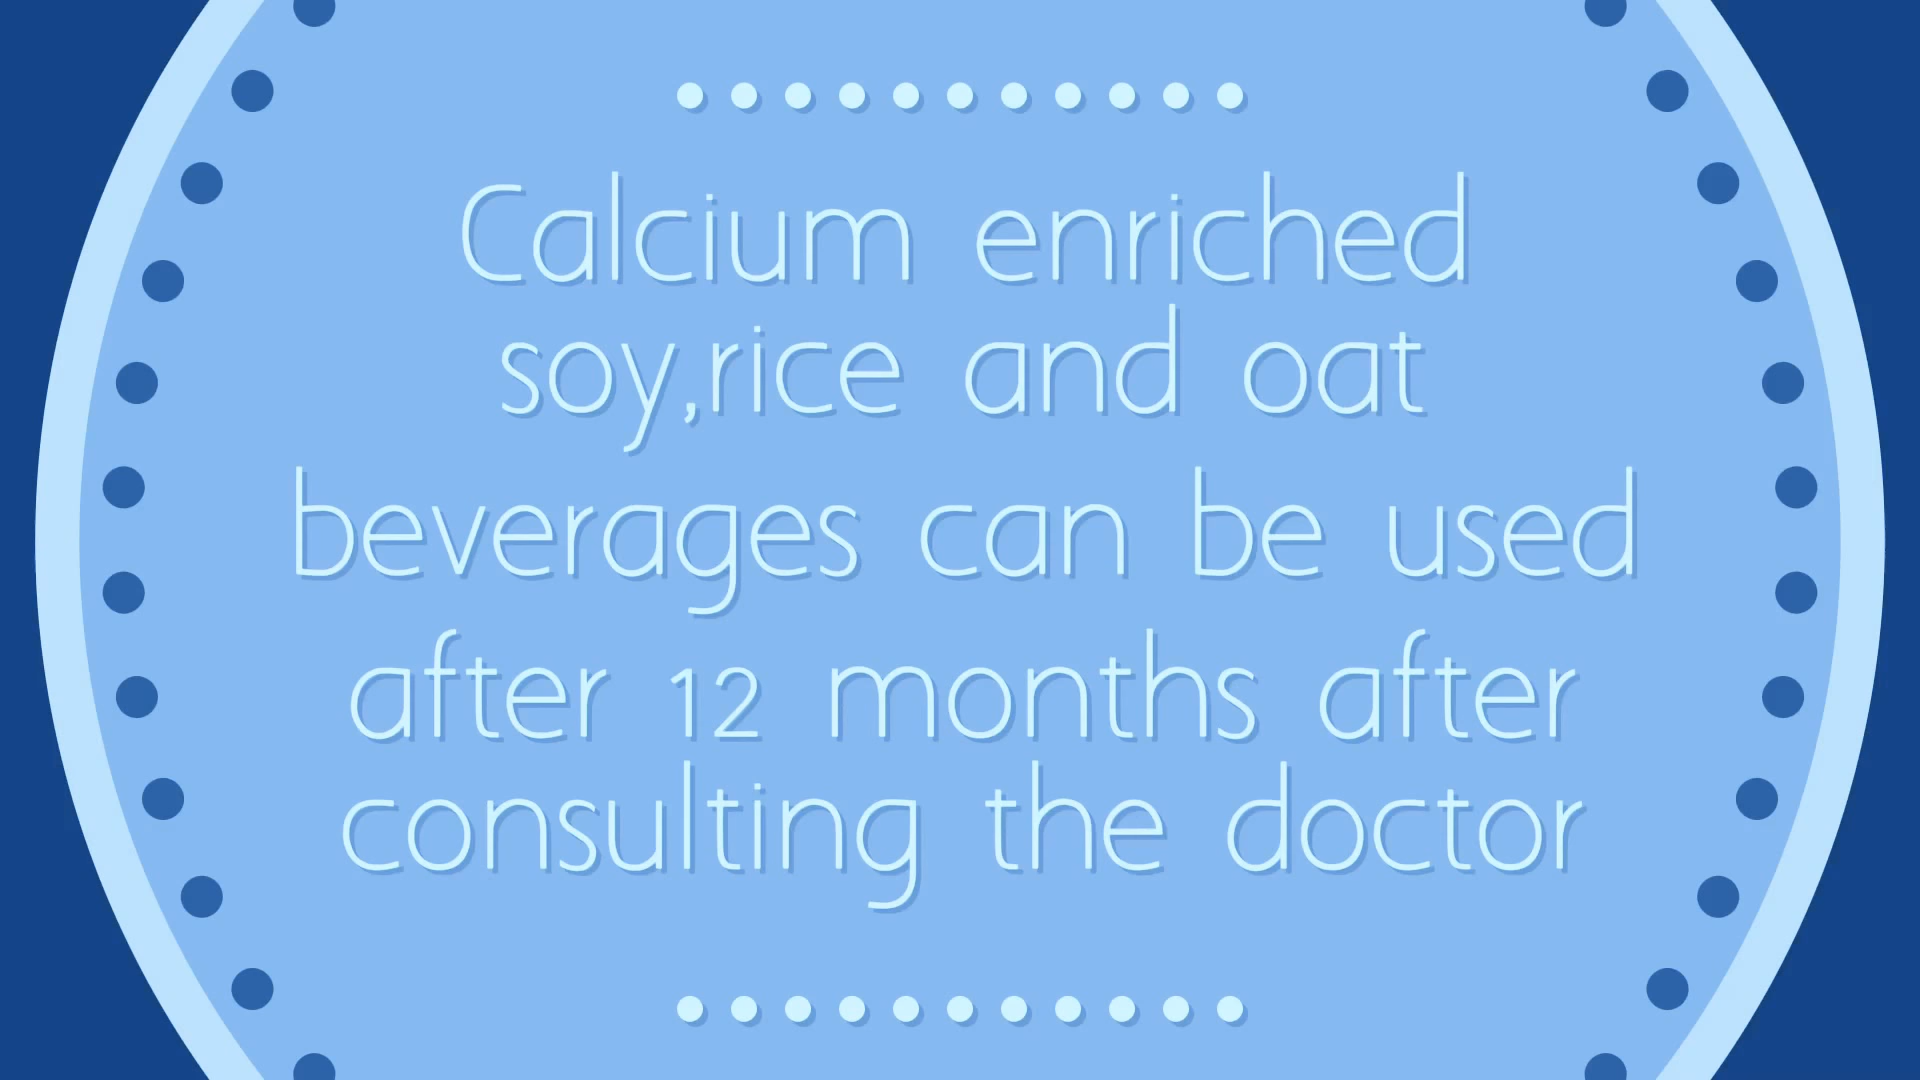 Calcium enriched
soy,rice and oat
beverages can be used
after 12 months after
consulting the doctor